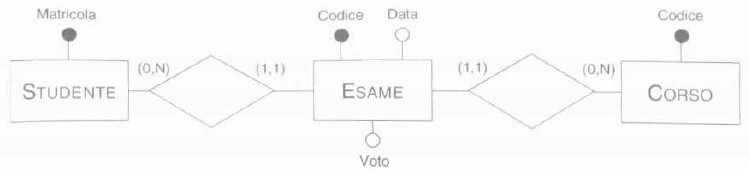 Matricola
Codice
Data
Codice
STUDENTE
(0,N)
(1,1)
ESAME
(1,1)
(0,N)
CORSO
Voto